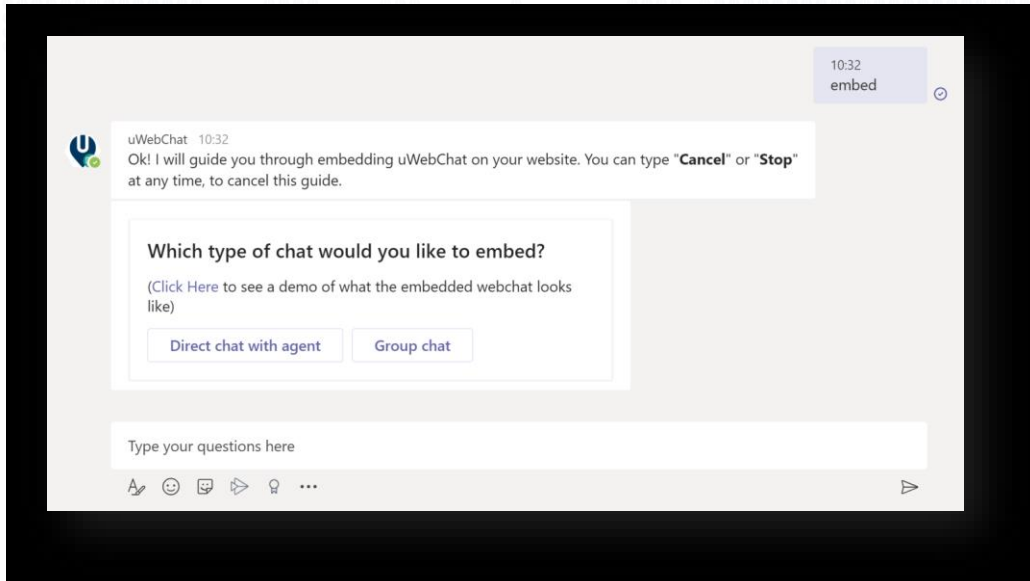 10:32
embed
uWebChat 10:32
Ok! I will guide you through embedding uWebChat on your website. You can type "Cancel" or "Stop"
at any time, to cancel this guide.
Which type of chat would you like to embed?
(Click Here to see a demo of what the embedded webchat looks
like)
Direct chat with agent
Group chat
Type your questions here